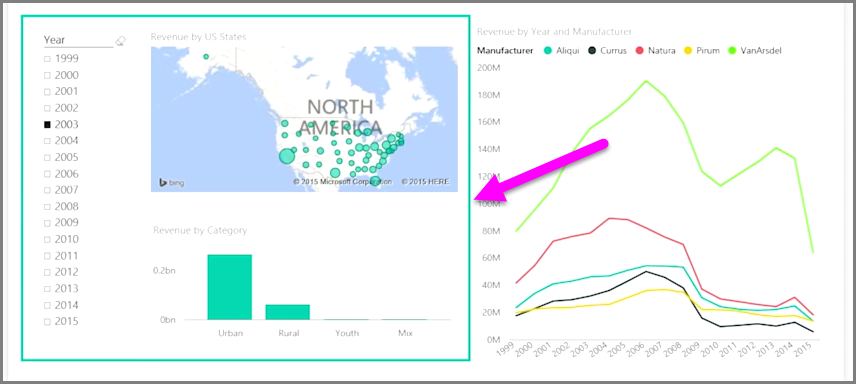 Year
1999
2000
2001
2002
2003
2004
2005
2006
2007
2008
2009
2010
2011
2012
2013
2014
2015
Revenue by US States
NORTH
AMERICA
bing
© 2015 Microsoft Corporation © 2015 HERE
Revenue by Category
0.2bn
0bn
Urban Rural Youth Mix
Revenue by Year and Manufacturer
Manufacturer Aliqui Currus Natura Pirum VanArsdel
200M
180M
160M
140M
120M
100M
80M
60M
40M
20M
0M
1999 2000 2001 2002 2003 2004 2005 2006 2007 2008 2009 2010 2011 2012 2013 2014 2015